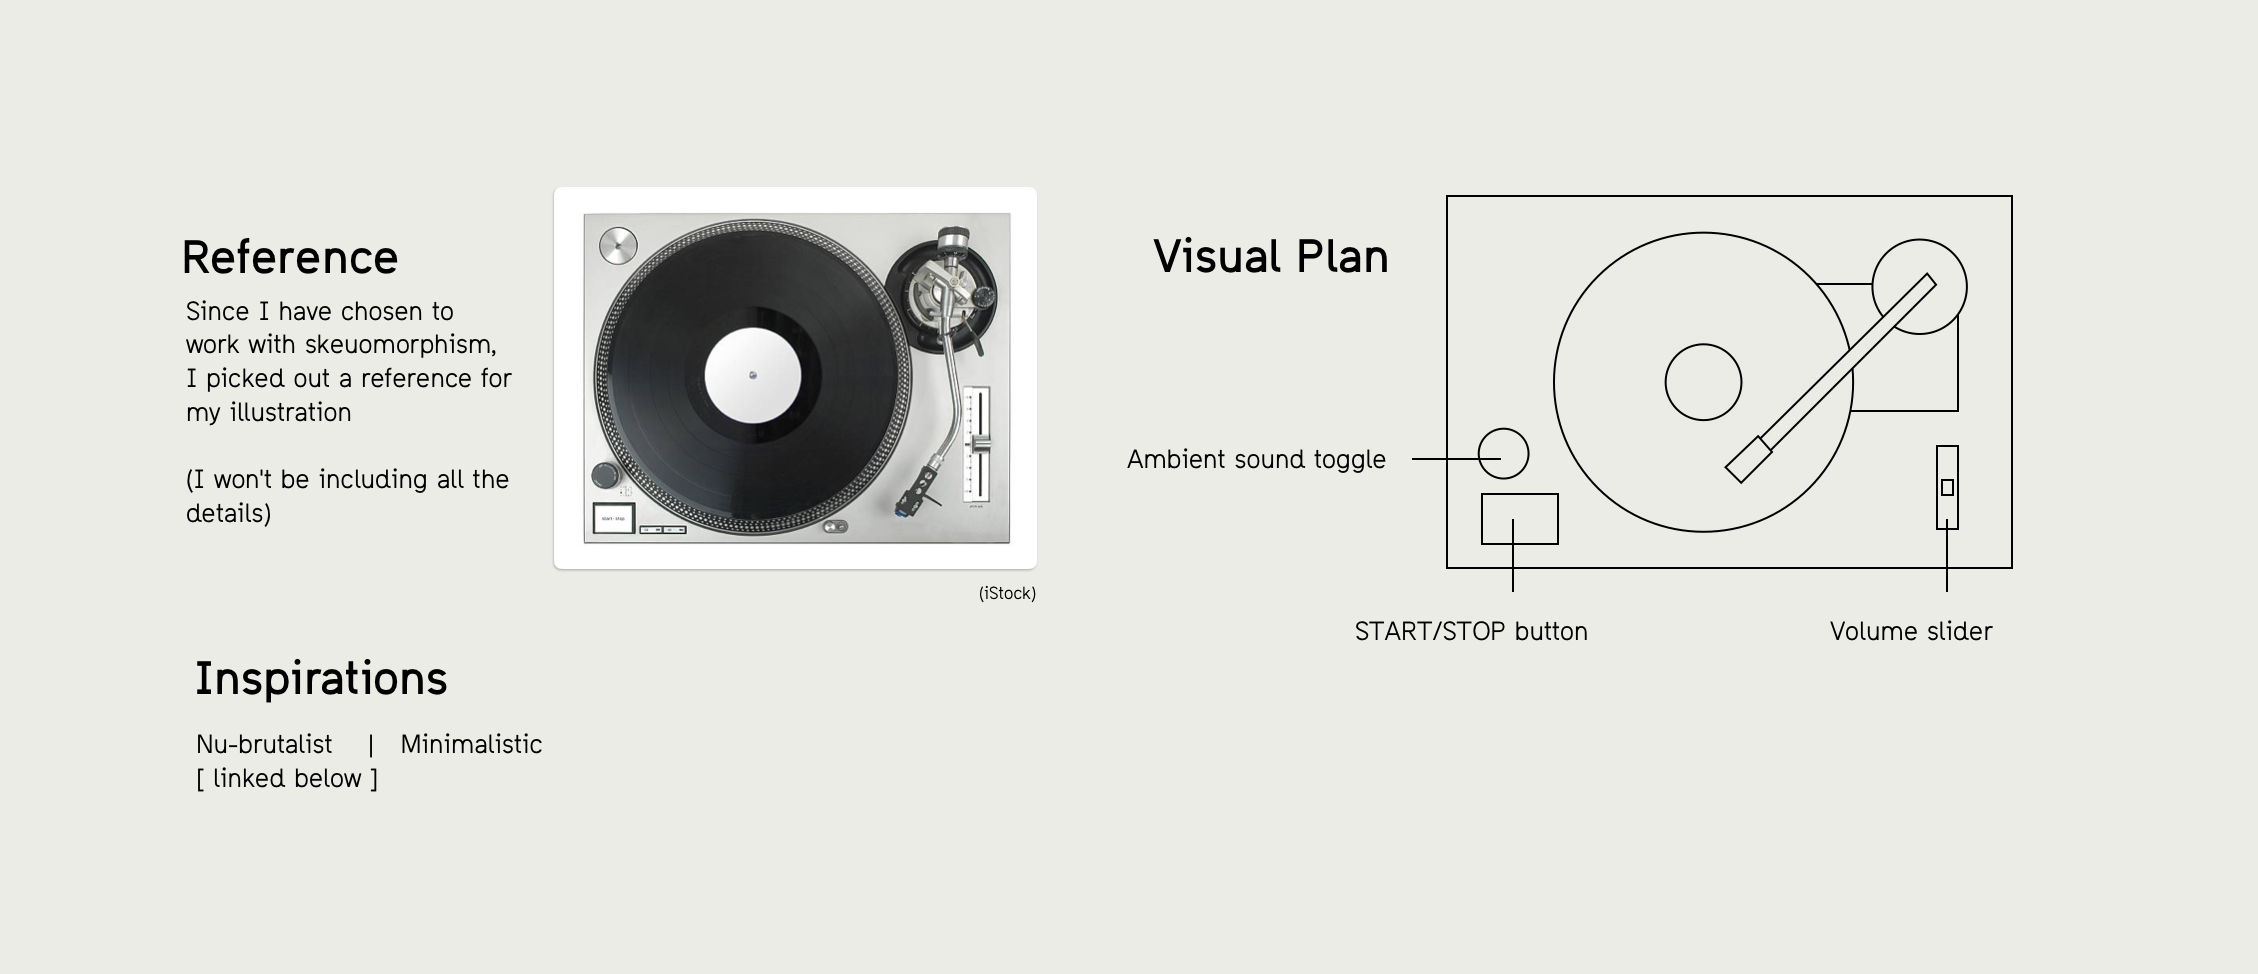 Reference
Since I have chosen to
work with skeuomorphism,
I picked out a reference for
my illustration
(I won't be including all the
details)
start·stop
(iStock)
Inspirations
Nu-brutalist | Minimalistic
[ linked below ]
Visual Plan
Ambient sound toggle
START/STOP button
Volume slider